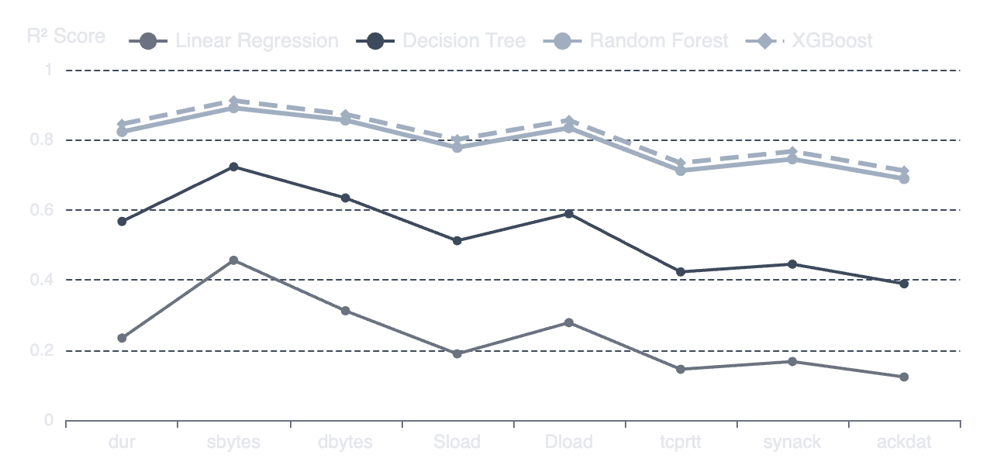 R² Score
Linear Regression Decision Tree Random Forest XGBoost
1
0.8
0.6
0.4
0.2
0
dur sbytes dbytes Sload Dload tcprtt synack ackdat